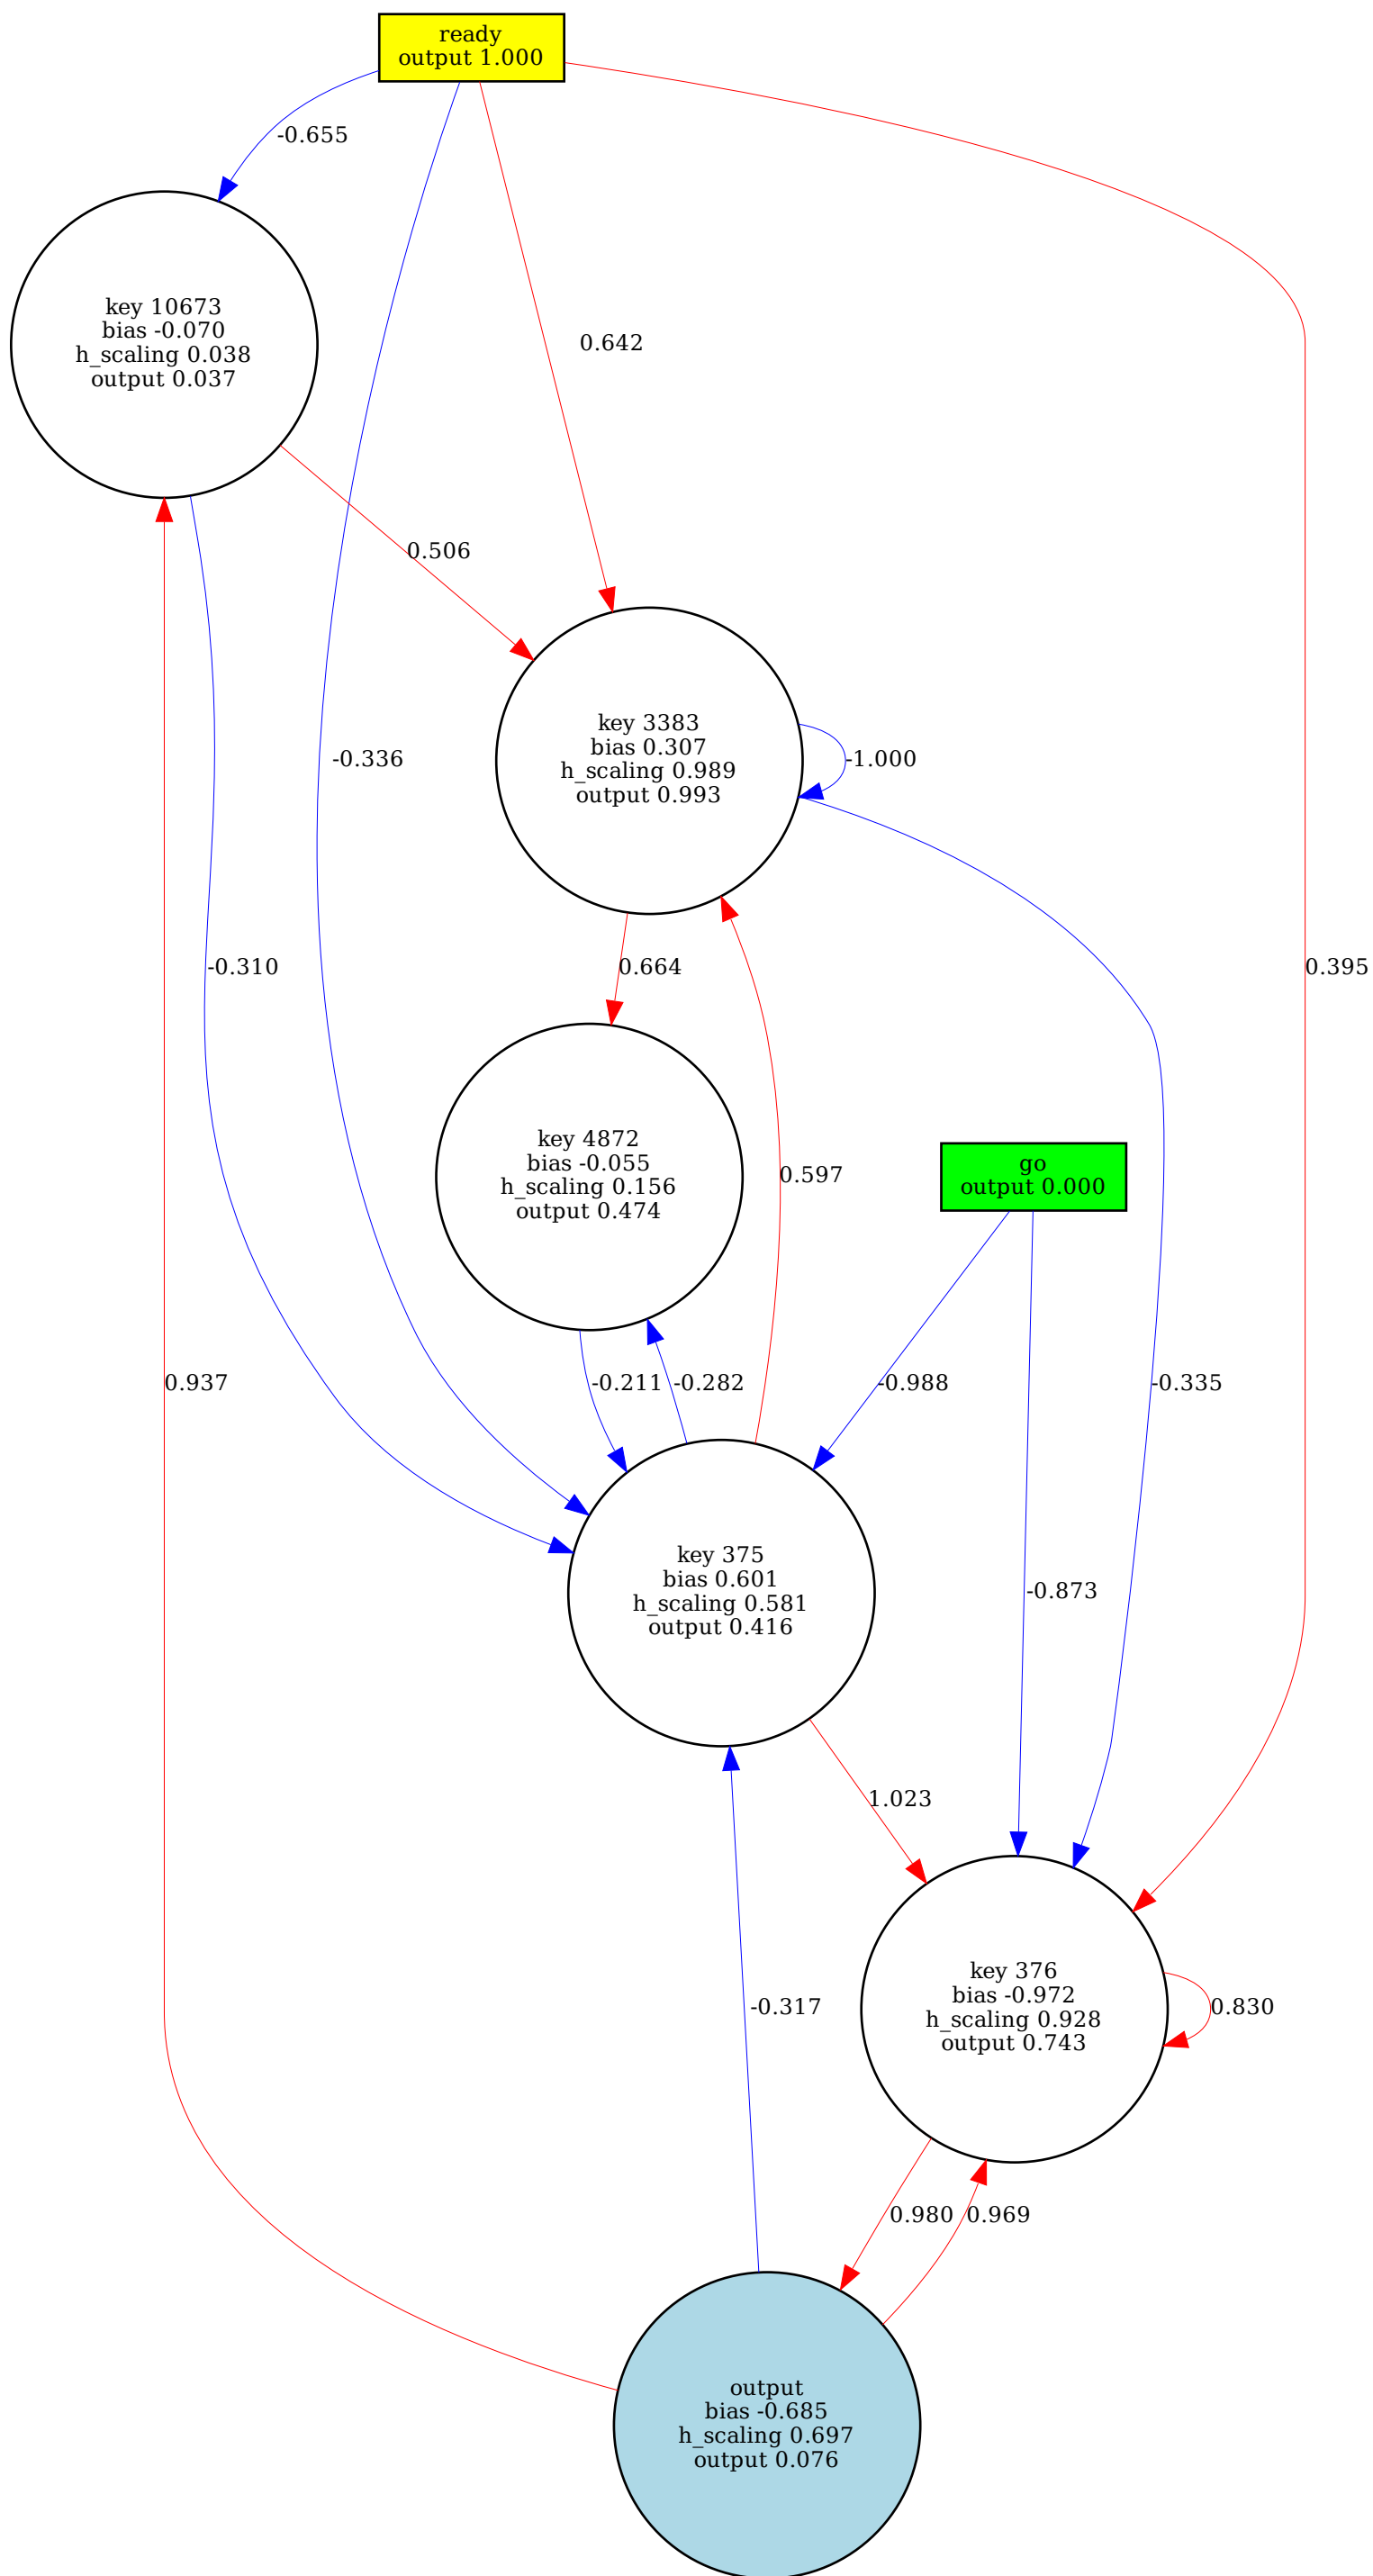 ready
output 1.000
-0.655
key 10673
bias -0.070
h_scaling 0.038
output 0.037
0.642
0.506
key 3383
bias 0.307
h_scaling 0.989
output 0.993
-0.336
-1.000
-0.310
0.664
0.395
key 4872
bias -0.055
h_scaling 0.156
output 0.474
0.597
go
output 0.000
0.937
-0.211
-0.282
-0.988
-0.335
key 375
bias 0.601
h_scaling 0.581
output 0.416
-0.873
1.023
key 376
bias -0.972
h_scaling 0.928
output 0.743
-0.317
0.830
0.980
0.969
output
bias -0.685
h_scaling 0.697
output 0.076